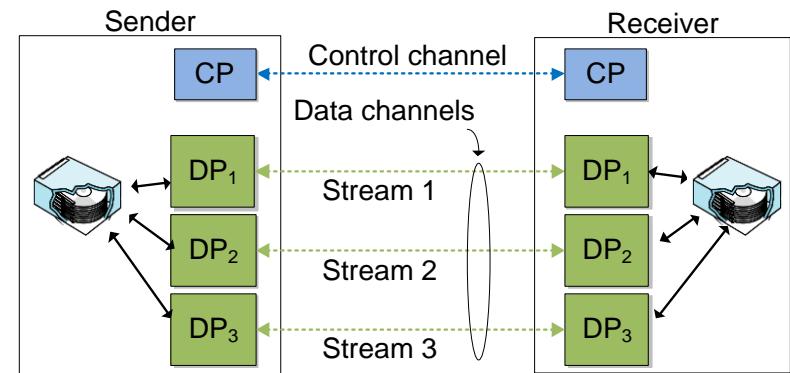 Sender
Receiver
CP
Control channel
CP
Data channels
DP₁
Stream 1
DP₁
DP₂
Stream 2
DP₂
DP₃
Stream 3
DP₃